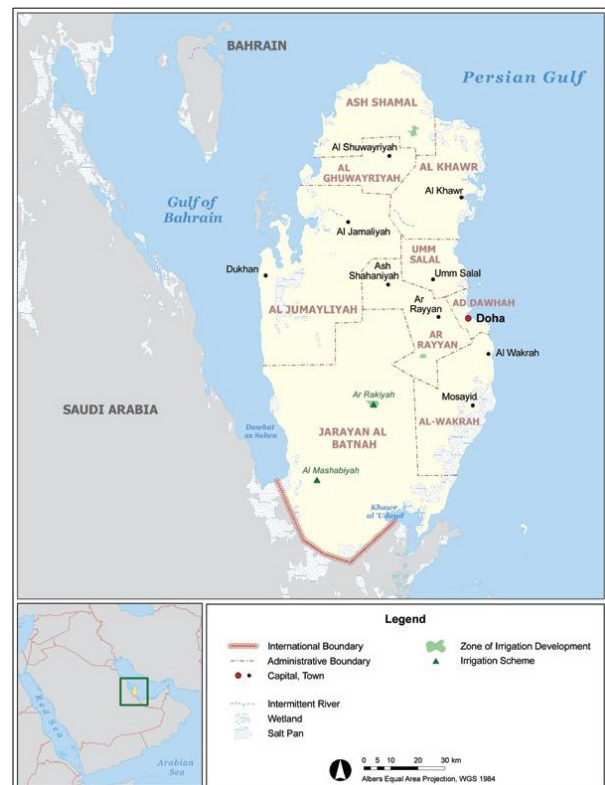 BAHRAIN
Persian Gulf
ASH SHAMAL
Al Shuwayriyah
AL
GHUWAYRIYAH
AL KHAWR
Al Khawr
Gulf of
Bahrain
Al Jamaliyah
UMM
SALAL
Dukhan
Ash
Shahaniyah
Umm Salal
AL JUMAYLIYAH
Ar
Rayyan
AD DAWHAH
Doha
AR
RAYYAN
Al Wakrah
SAUDI ARABIA
Ar Rakiyah
Mosayid
Dawhat
as Salwa
JARAYAN AL
BATNAH
AL-WAKRAH
Al Mashabiyah
Khawr
al 'Udayd
Red Sea
Arabian
Sea
Legend
International Boundary
Administrative Boundary
Capital, Town
Intermittent River
Wetland
Salt Pan
Zone of Irrigation Development
Irrigation Scheme
0 5 10 20 30 km
Albers Equal Area Projection, WGS 1984